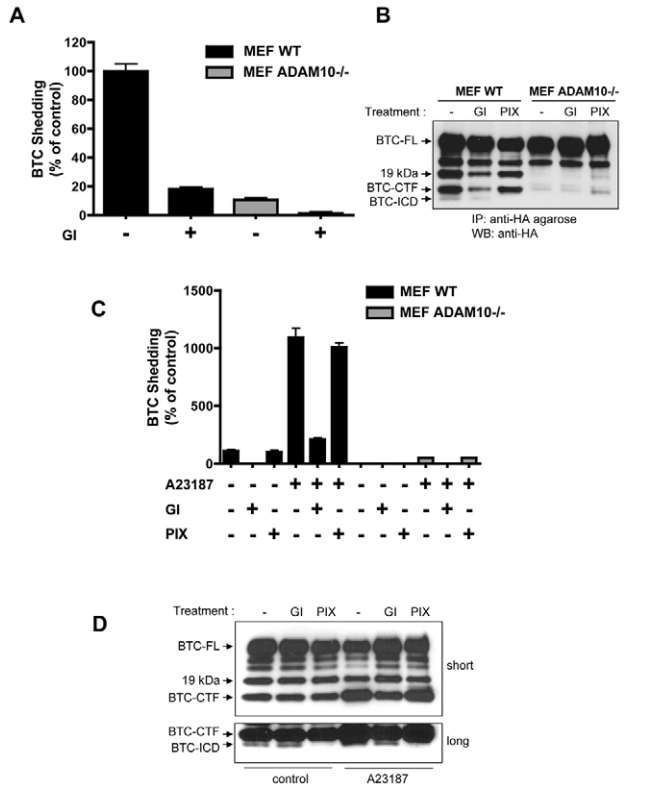 A
120
100
80
60
40
20
0
BTC Shedding
(% of control)
MEF WT
MEF ADAM10-/-
GI - + - +
B
MEF WT MEF ADAM10-/-
Treatment : - GI PIX - GI PIX
BTC-FL
19 kDa
BTC-CTF
BTC-ICD
IP: anti-HA agarose
WB: anti-HA
C
1500
1000
500
0
BTC Shedding
(% of control)
MEF WT
MEF ADAM10-/-
A23187 - - - + + + - - - + + +
GI - + - - + - - + - - + -
PIX - - + - - + - - + - - +
D
Treatment : - GI PIX - GI PIX
BTC-FL
19 kDa
BTC-CTF
short
BTC-CTF
BTC-ICD
long
control A23187